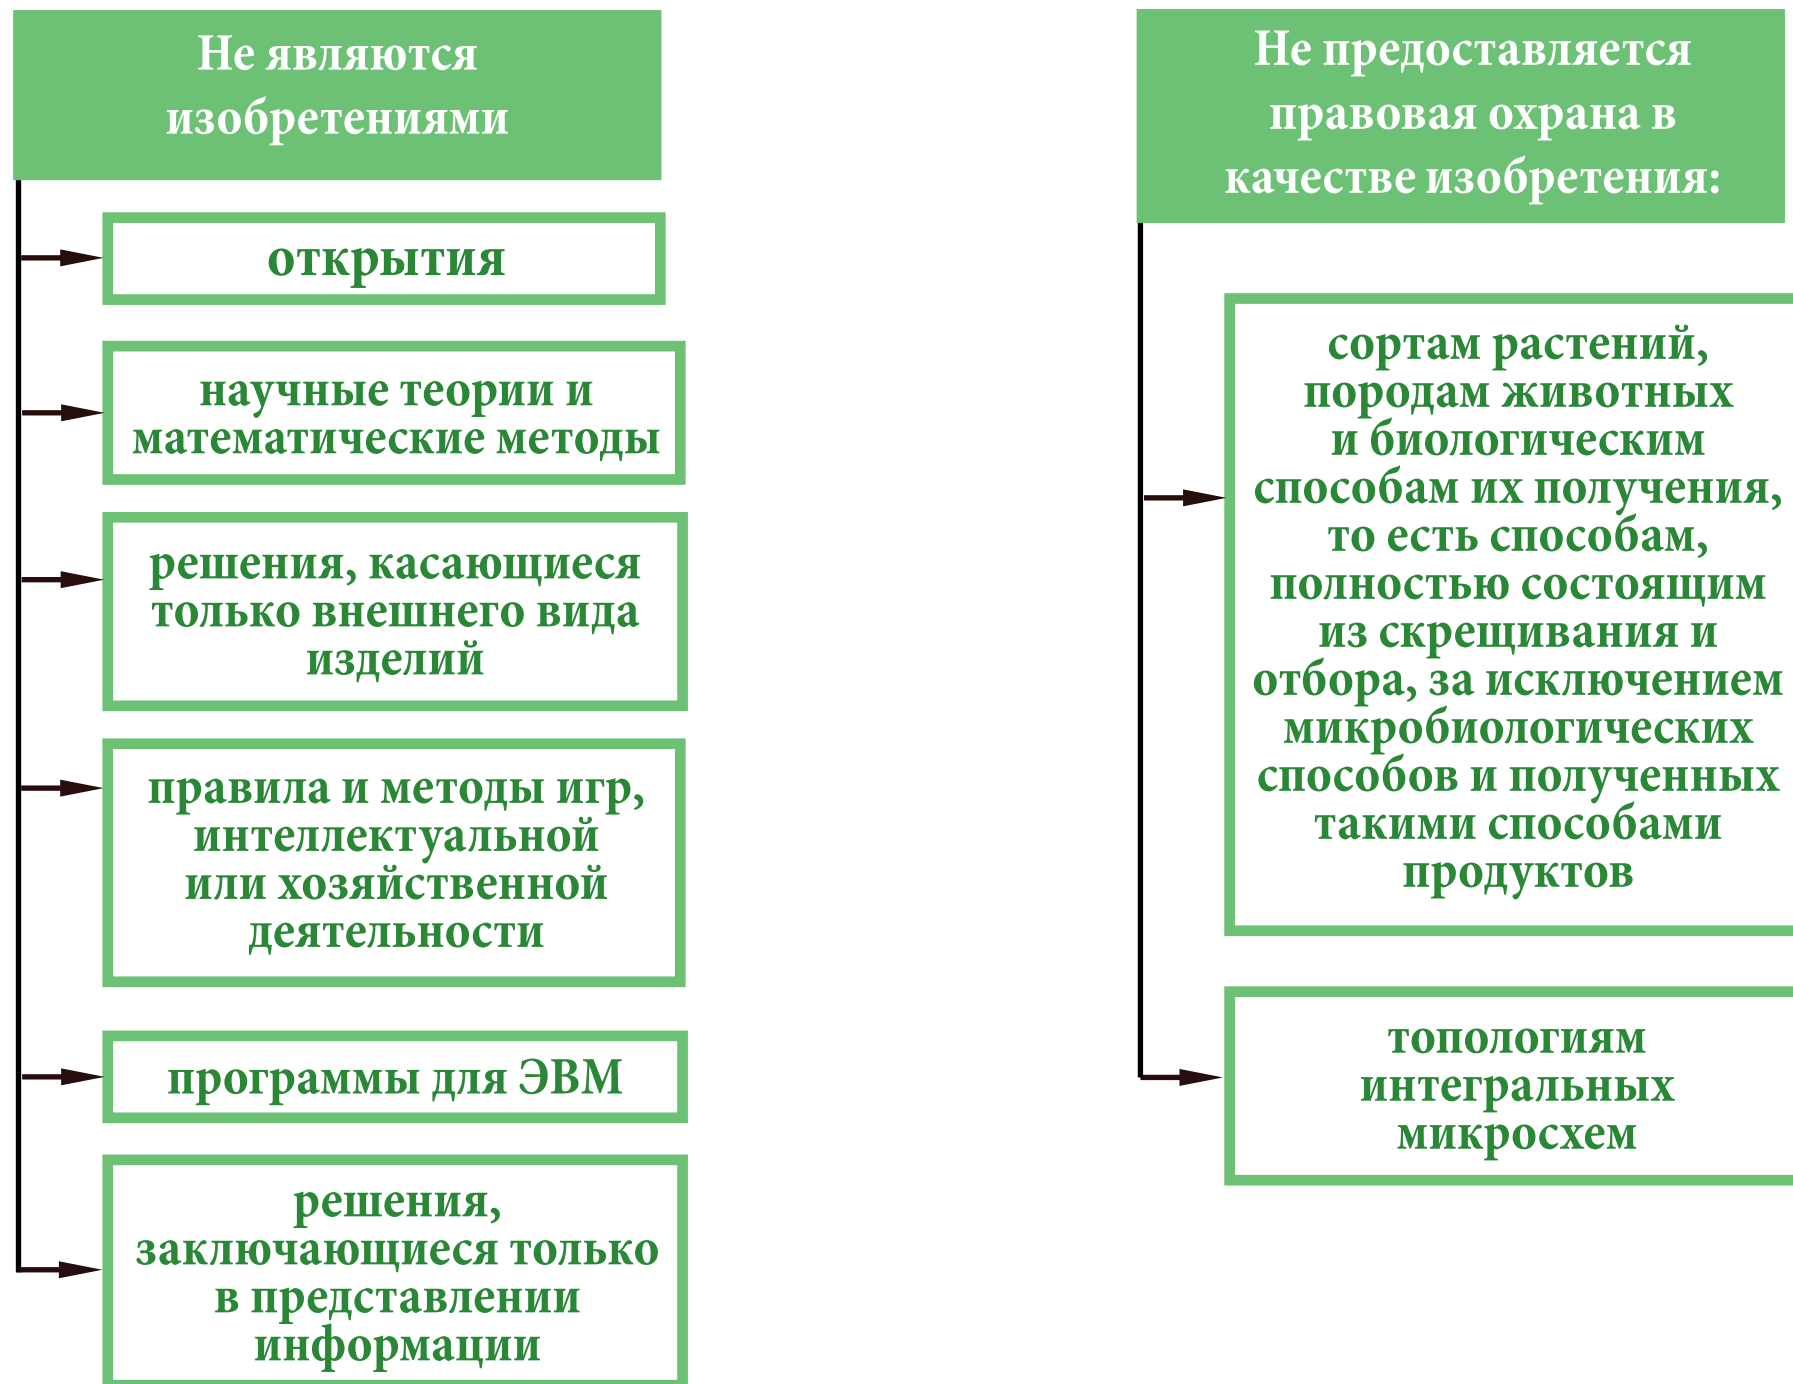 Не являются
изобретениями
открытия
научные теории и
математические методы
решения, касающиеся
только внешнего вида
изделий
правила и методы игр,
интеллектуальной
или хозяйственной
деятельности
программы для ЭВМ
решения,
заключающиеся только
в представлении
информации
Не предоставляется
правовая охрана в
качестве изобретения:
сортам растений,
породам животных
и биологическим
способам их получения,
то есть способам,
полностью состоящим
из скрещивания и
отбора, за исключением
микробиологических
способов и полученных
такими способами
продуктов
топологиям
интегральных
микросхем